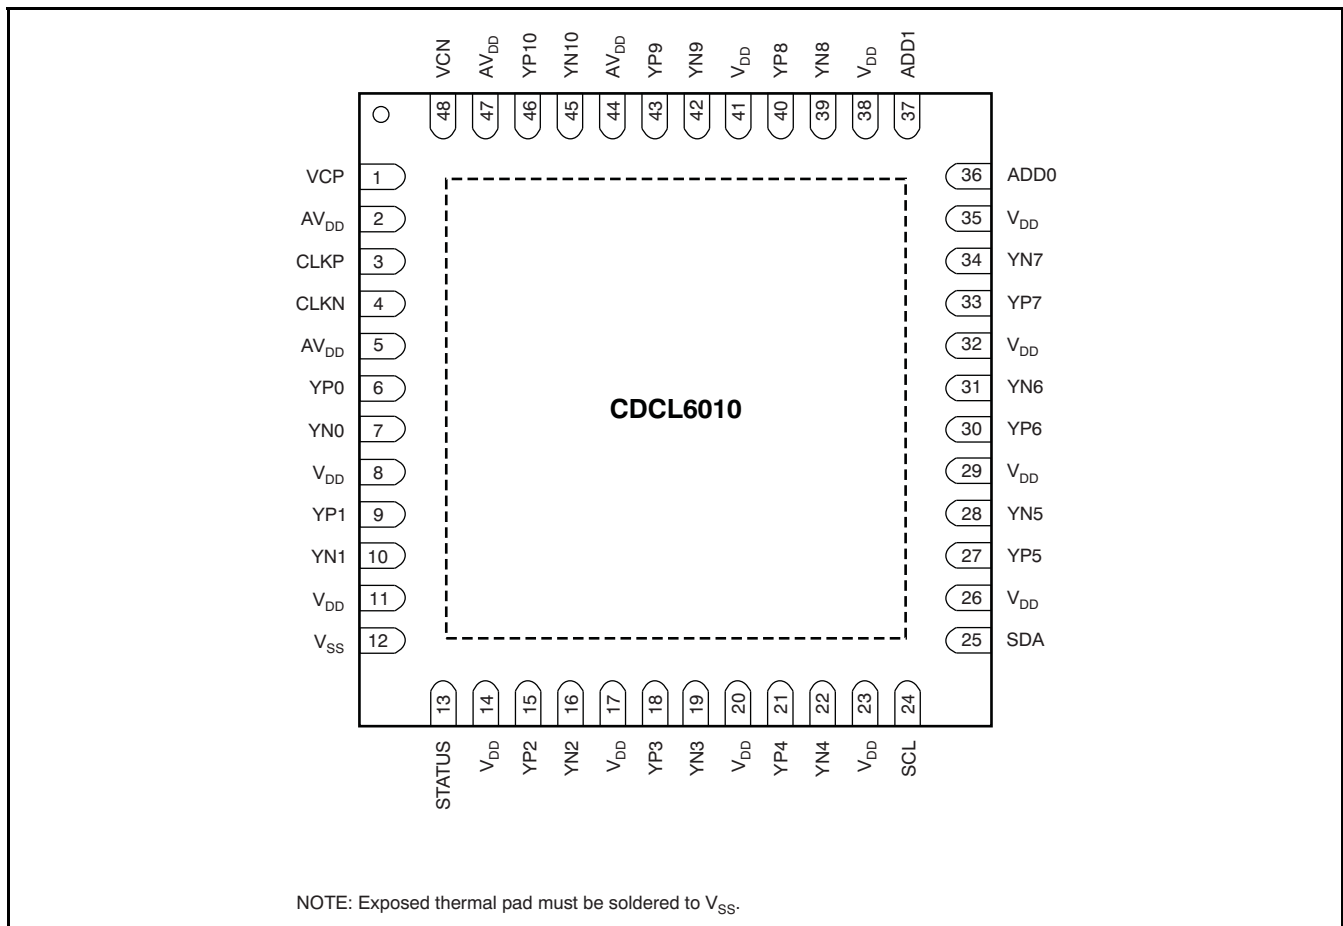 VCN AVDD YP10 YN10 AVDD YP9 YN9 VDD YP8 YN8 VDD ADD1
48 47 46 45 44 43 42 41 40 39 38 37
VCP 1 36 ADD0
AVDD 2 35 VDD
CLKP 3 34 YN7
CLKN 4 33 YP7
AVDD 5 32 VDD
YP0 6 31 YN6
CDCL6010
YN0 7 30 YP6
VDD 8 29 VDD
YP1 9 28 YN5
YN1 10 27 YP5
VDD 11 26 VDD
VSS 12 25 SDA
13 14 15 16 17 18 19 20 21 22 23 24
STATUS VDD YP2 YN2 VDD YP3 YN3 VDD YP4 YN4 VDD SCL
NOTE: Exposed thermal pad must be soldered to VSS.